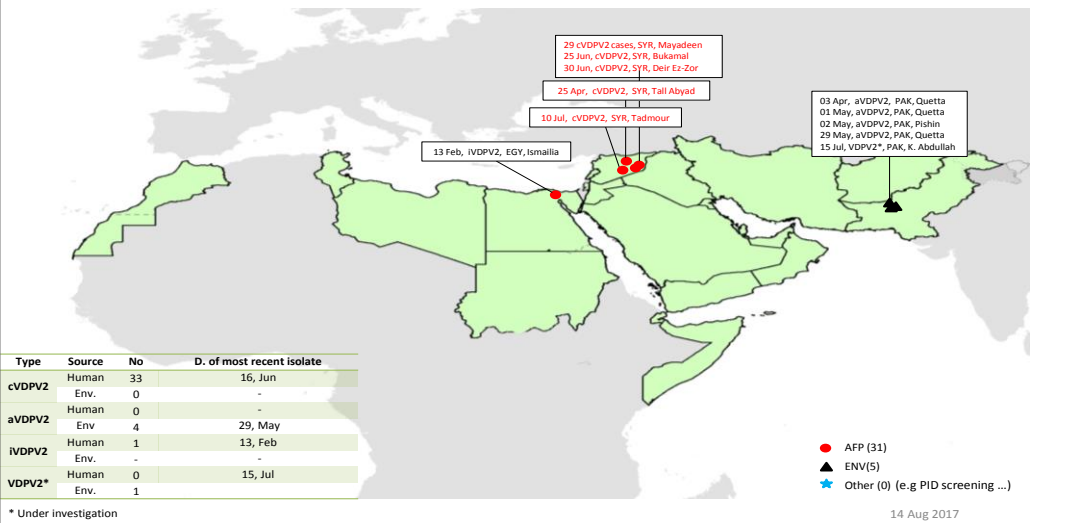 29 cVDPV2 cases, SYR, Mayadeen
25 Jun, cVDPV2, SYR, Bukamal
30 Jun, cVDPV2, SYR, Deir Ez-Zor
25 Apr, cVDPV2, SYR, Tall Abyad
10 Jul, cVDPV2, SYR, Tadmour
13 Feb, iVDPV2, EGY, Ismailia
03 Apr, aVDPV2, PAK, Quetta
01 May, aVDPV2, PAK, Quetta
02 May, aVDPV2, PAK, Pishin
29 May, aVDPV2, PAK, Quetta
15 Jul, VDPV2*, PAK, K. Abdullah
Type Source No D. of most recent isolate
cVDPV2 Human 33 16, Jun
Env. 0 -
aVDPV2 Human 0 -
Env 4 29, May
iVDPV2 Human 1 13, Feb
Env. - -
VDPV2* Human 0 15, Jul
Env. 1
* Under investigation
AFP (31)
ENV(5)
Other (0) (e.g PID screening ...)
14 Aug 2017